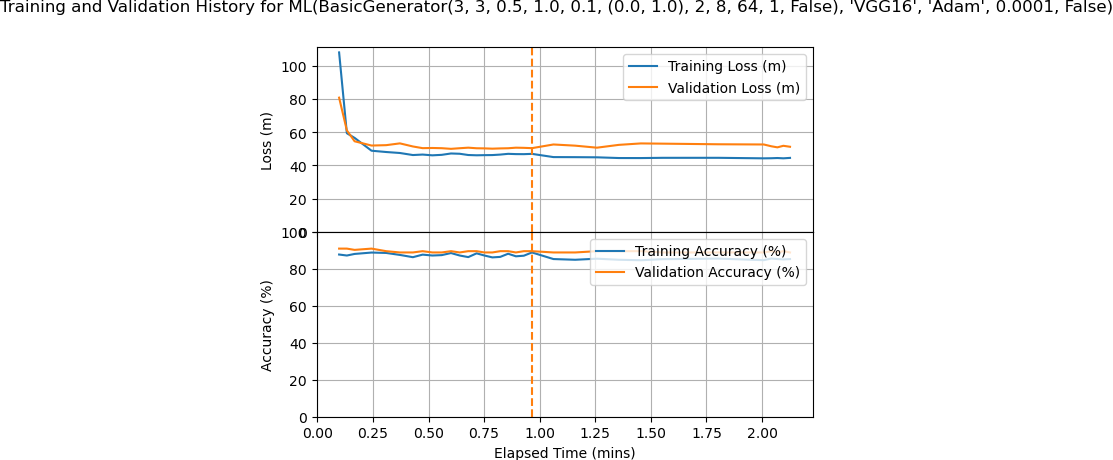 Training and Validation History for ML(BasicGenerator(3, 3, 0.5, 1.0, 0.1, (0.0, 1.0), 2, 8, 64, 1, False), 'VGG16', 'Adam', 0.0001, False)
Loss (m)
100
80
60
40
20
0
Training Loss (m)
Validation Loss (m)
Accuracy (%)
100
80
60
40
20
0
Training Accuracy (%)
Validation Accuracy (%)
0.00 0.25 0.50 0.75 1.00 1.25 1.50 1.75 2.00
Elapsed Time (mins)